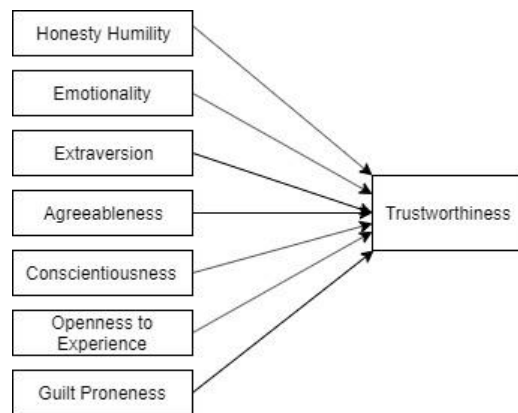 Honesty Humility
Emotionality
Extraversion
Agreeableness
Trustworthiness
Conscientiousness
Openness to
Experience
Guilt Proneness